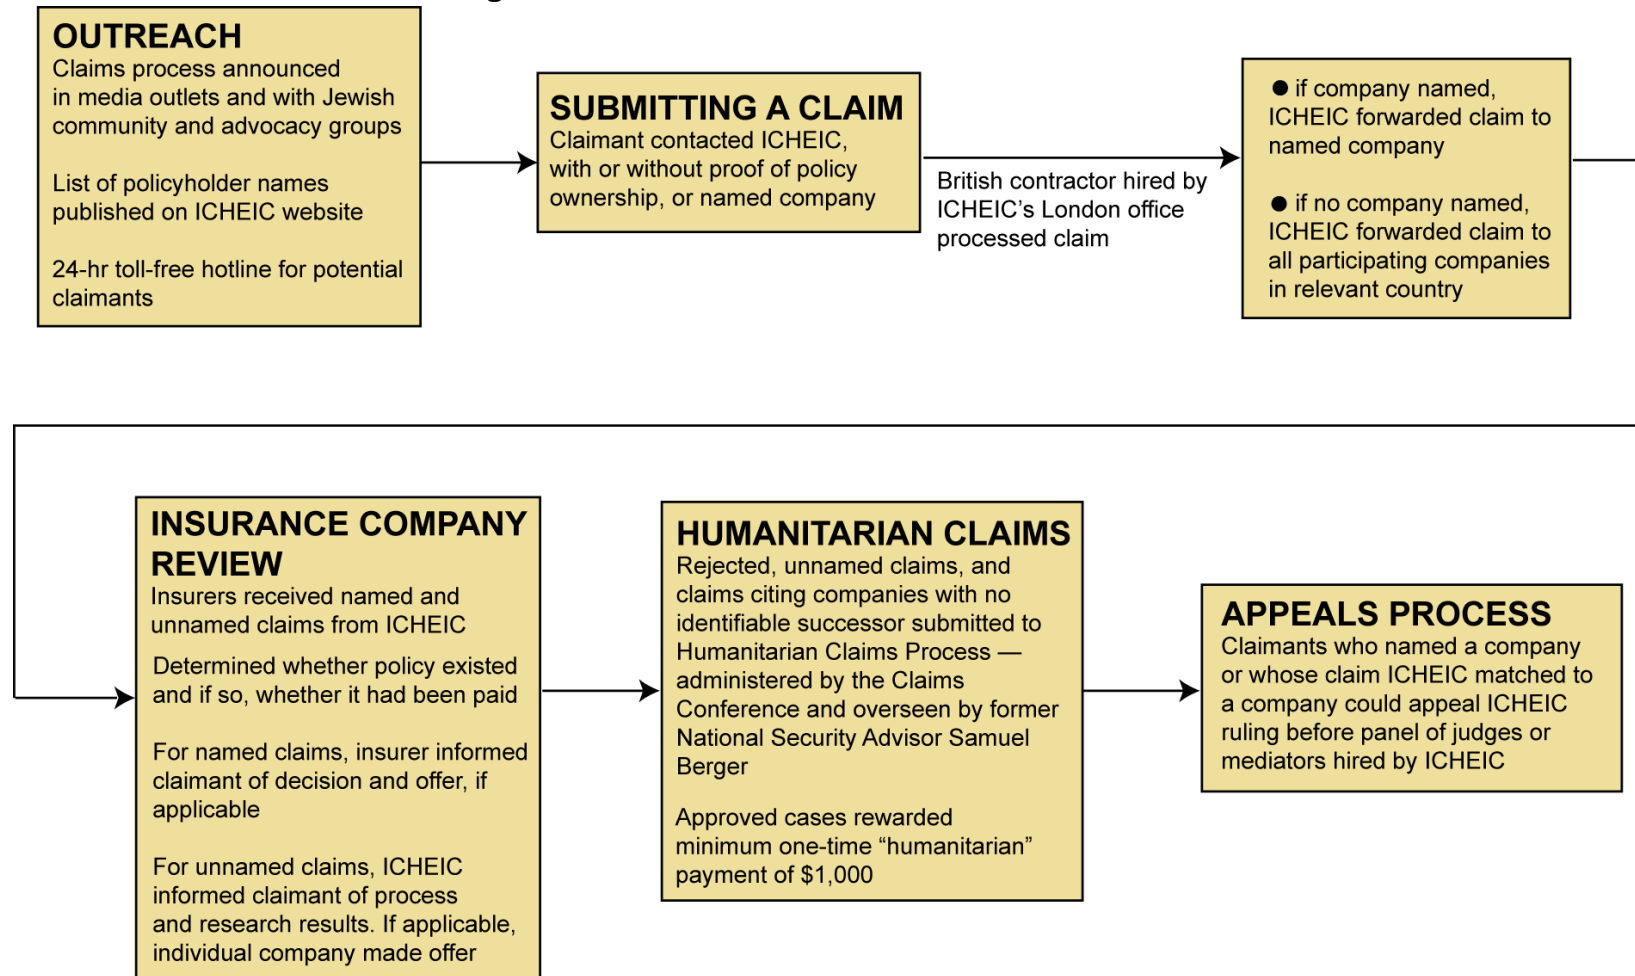 OUTREACH
Claims process announced
in media outlets and with Jewish
community and advocacy groups
List of policyholder names
published on ICHEIC website
24-hr toll-free hotline for potential
claimants
SUBMITTING A CLAIM
Claimant contacted ICHEIC,
with or without proof of policy
ownership, or named company
British contractor hired by
ICHEIC’s London office
processed claim
● if company named,
ICHEIC forwarded claim to
named company
● if no company named,
ICHEIC forwarded claim to
all participating companies
in relevant country
INSURANCE COMPANY
REVIEW
Insurers received named and
unnamed claims from ICHEIC
Determined whether policy existed
and if so, whether it had been paid
For named claims, insurer informed
claimant of decision and offer, if
applicable
For unnamed claims, ICHEIC
informed claimant of process
and research results. If applicable,
individual company made offer
HUMANITARIAN CLAIMS
Rejected, unnamed claims, and
claims citing companies with no
identifiable successor submitted to
Humanitarian Claims Process —
administered by the Claims
Conference and overseen by former
National Security Advisor Samuel
Berger
Approved cases rewarded
minimum one-time “humanitarian”
payment of $1,000
APPEALS PROCESS
Claimants who named a company
or whose claim ICHEIC matched to
a company could appeal ICHEIC
ruling before panel of judges or
mediators hired by ICHEIC